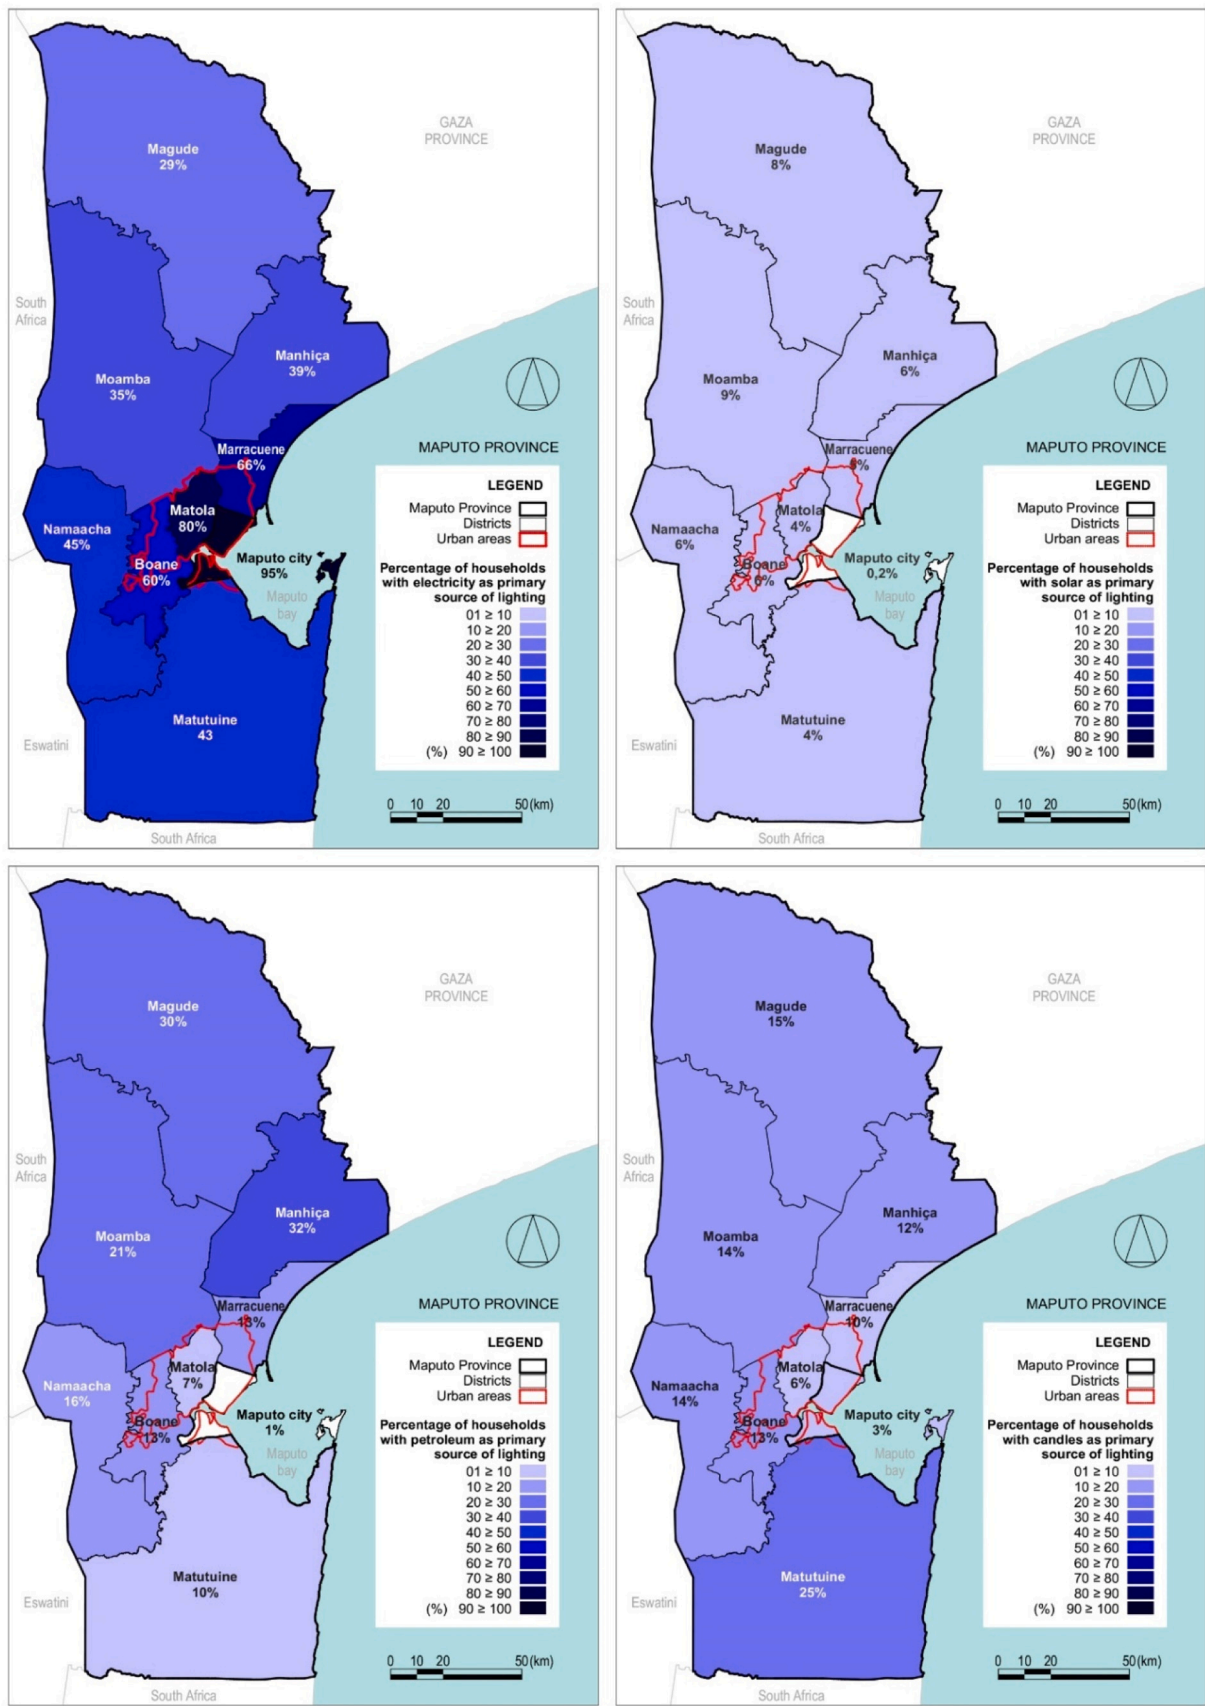 GAZA
PROVINCE
Magude
29%
South
Africa
Manhiça
39%
Moamba
35%
MAPUTO PROVINCE
Marracuene
66%
LEGEND
Maputo Province
Districts
Urban areas
Matola
80%
Namaacha
45%
Boane
60%
Maputo city
95%
Maputo
bay
Percentage of households
with electricity as primary
source of lighting
01 ≥ 10
10 ≥ 20
20 ≥ 30
30 ≥ 40
40 ≥ 50
50 ≥ 60
60 ≥ 70
70 ≥ 80
80 ≥ 90
(%) 90 ≥ 100
Matutuine
43
Eswatini
0 10 20 50 (km)
South Africa
GAZA
PROVINCE
Magude
8%
South
Africa
Manhiça
6%
Moamba
9%
MAPUTO PROVINCE
Marracuene
LEGEND
Maputo Province
Districts
Urban areas
Matola
4%
Namaacha
6%
Boane
6%
Maputo city
0,2%
Maputo
bay
Percentage of households
with solar as primary
source of lighting
01 ≥ 10
10 ≥ 20
20 ≥ 30
30 ≥ 40
40 ≥ 50
50 ≥ 60
60 ≥ 70
70 ≥ 80
80 ≥ 90
(%) 90 ≥ 100
Matutuine
4%
Eswatini
0 10 20 50 (km)
South Africa
GAZA
PROVINCE
Magude
30%
South
Africa
Manhiça
32%
Moamba
21%
MAPUTO PROVINCE
Marracuene
13%
LEGEND
Maputo Province
Districts
Urban areas
Matola
7%
Namaacha
16%
Boane
13%
Maputo city
1%
Maputo
bay
Percentage of households
with petroleum as primary
source of lighting
01 ≥ 10
10 ≥ 20
20 ≥ 30
30 ≥ 40
40 ≥ 50
50 ≥ 60
60 ≥ 70
70 ≥ 80
80 ≥ 90
(%) 90 ≥ 100
Matutuine
10%
Eswatini
0 10 20 50 (km)
South Africa
GAZA
PROVINCE
Magude
15%
South
Africa
Manhiça
12%
Moamba
14%
MAPUTO PROVINCE
Marracuene
10%
LEGEND
Maputo Province
Districts
Urban areas
Matola
6%
Namaacha
14%
Boane
13%
Maputo city
3%
Maputo
bay
Percentage of households
with candles as primary
source of lighting
01 ≥ 10
10 ≥ 20
20 ≥ 30
30 ≥ 40
40 ≥ 50
50 ≥ 60
60 ≥ 70
70 ≥ 80
80 ≥ 90
(%) 90 ≥ 100
Matutuine
25%
Eswatini
0 10 20 50 (km)
South Africa